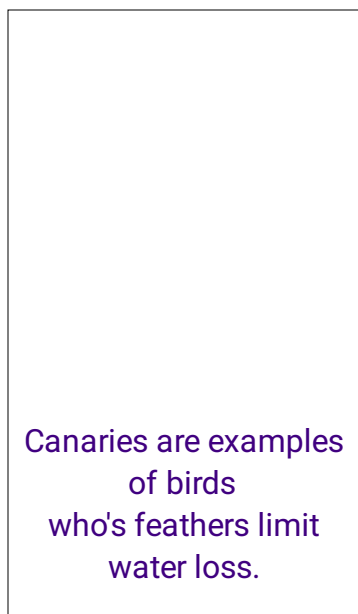 Canaries are examples
of birds
who's feathers limit
water loss.